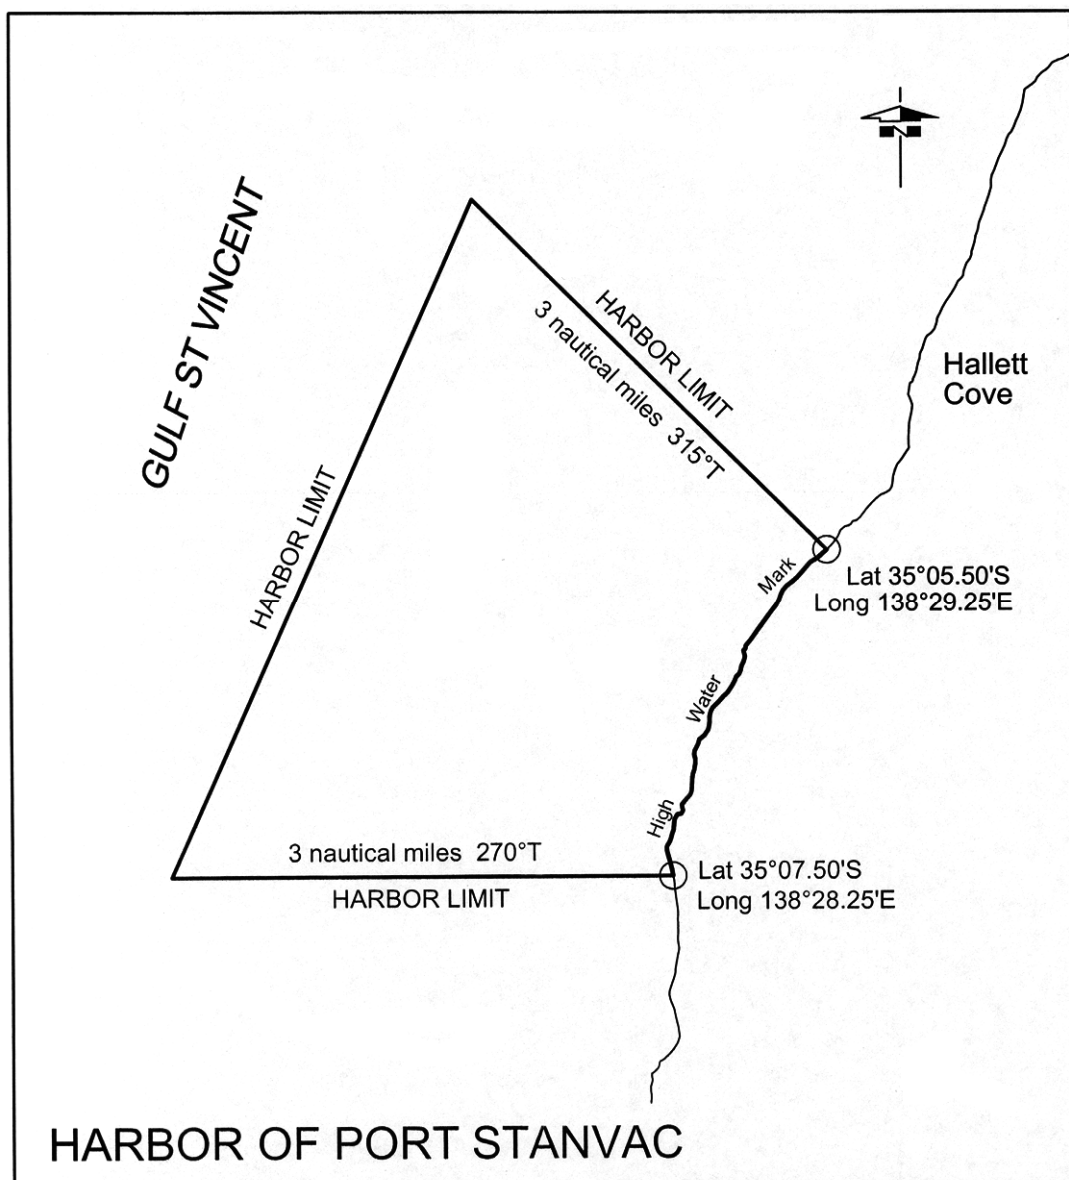 N
GULF ST VINCENT
HARBOR LIMIT
3 nautical miles 315°T
Hallett
Cove
HARBOR LIMIT
Mark
Lat 35°05.50'S
Long 138°29.25'E
Water
High
3 nautical miles 270°T
HARBOR LIMIT
Lat 35°07.50'S
Long 138°28.25'E
HARBOR OF PORT STANVAC